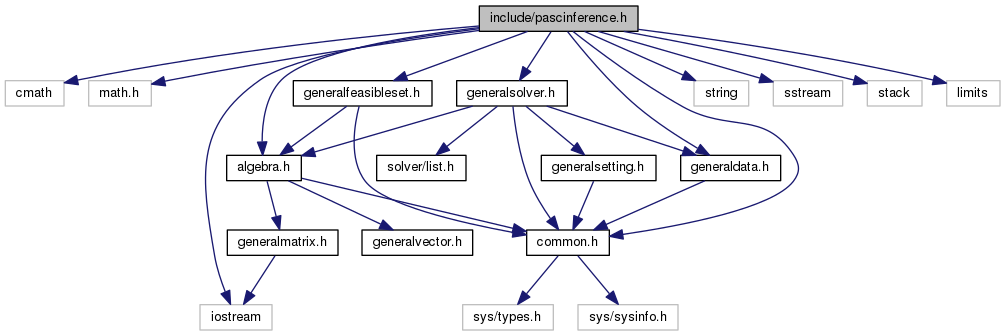 include/pascinference.h
cmath
math.h
generalfeasibleset.h
generalsolver.h
string
sstream
stack
limits
algebra.h
solver/list.h
generalsetting.h
generaldata.h
generalmatrix.h
generalvector.h
common.h
iostream
sys/types.h
sys/sysinfo.h